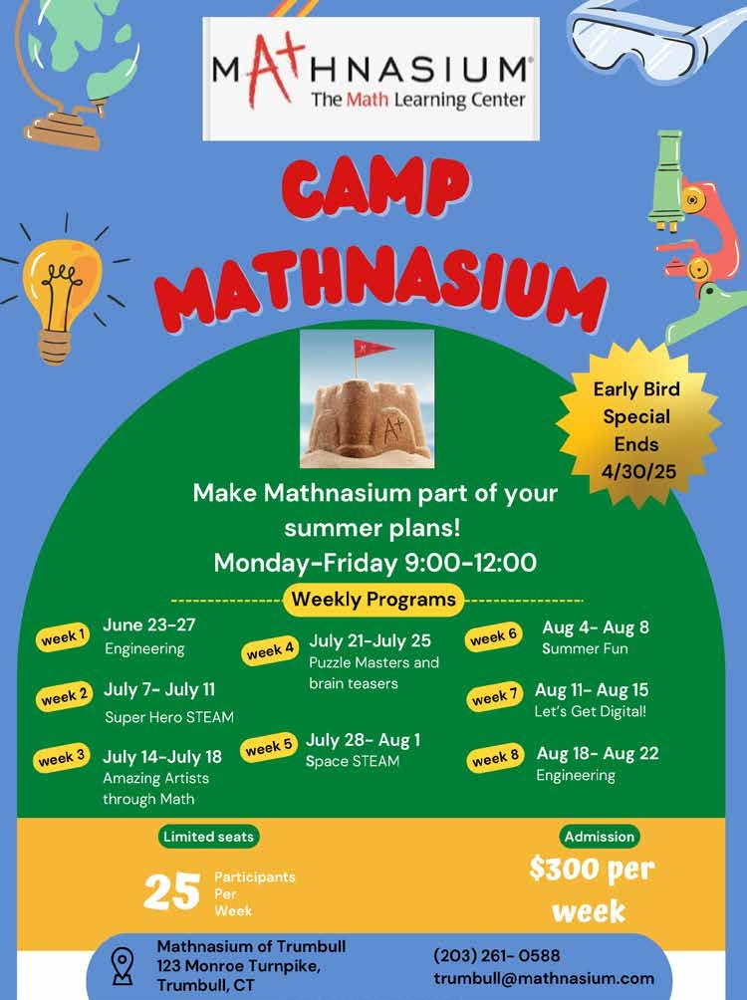 MATHNASIUM®
The Math Learning Center
CAMP
MATHNASIUM
A+
Early Bird
Special
Ends
4/30/25
Make Mathnasium part of your
summer plans!
Monday-Friday 9:00-12:00
Weekly Programs
week 1
June 23-27
Engineering
week 2
July 7- July 11
Super Hero STEAM
week 3
July 14-July 18
Amazing Artists
through Math
week 4
July 21-July 25
Puzzle Masters and
brain teasers
week 5
July 28- Aug 1
Space STEAM
week 6
Aug 4- Aug 8
Summer Fun
week 7
Aug 11- Aug 15
Let's Get Digital!
week 8
Aug 18- Aug 22
Engineering
Limited seats
25
Participants
Per
Week
Admission
$300 per
week
Mathnasium of Trumbull
123 Monroe Turnpike,
Trumbull, CT
(203) 261- 0588
trumbull@mathnasium.com